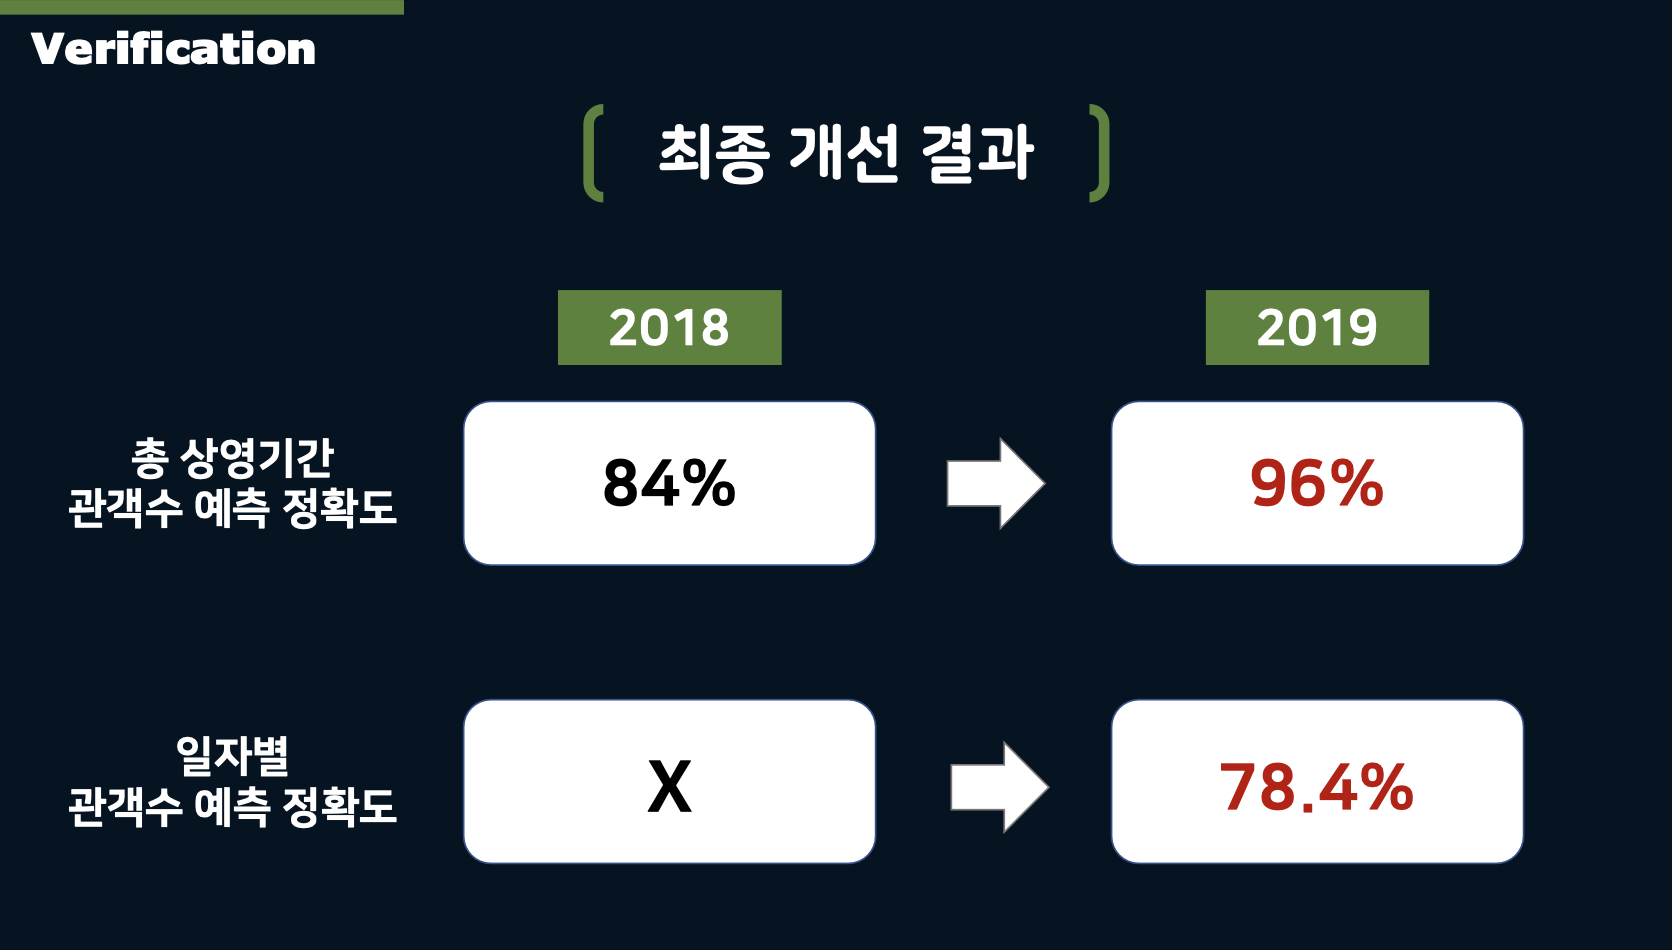 Verification
최종 개선 결과
2018
2019
총 상영기간
관객수 예측 정확도
84%
96%
일자별
관객수 예측 정확도
X
78.4%